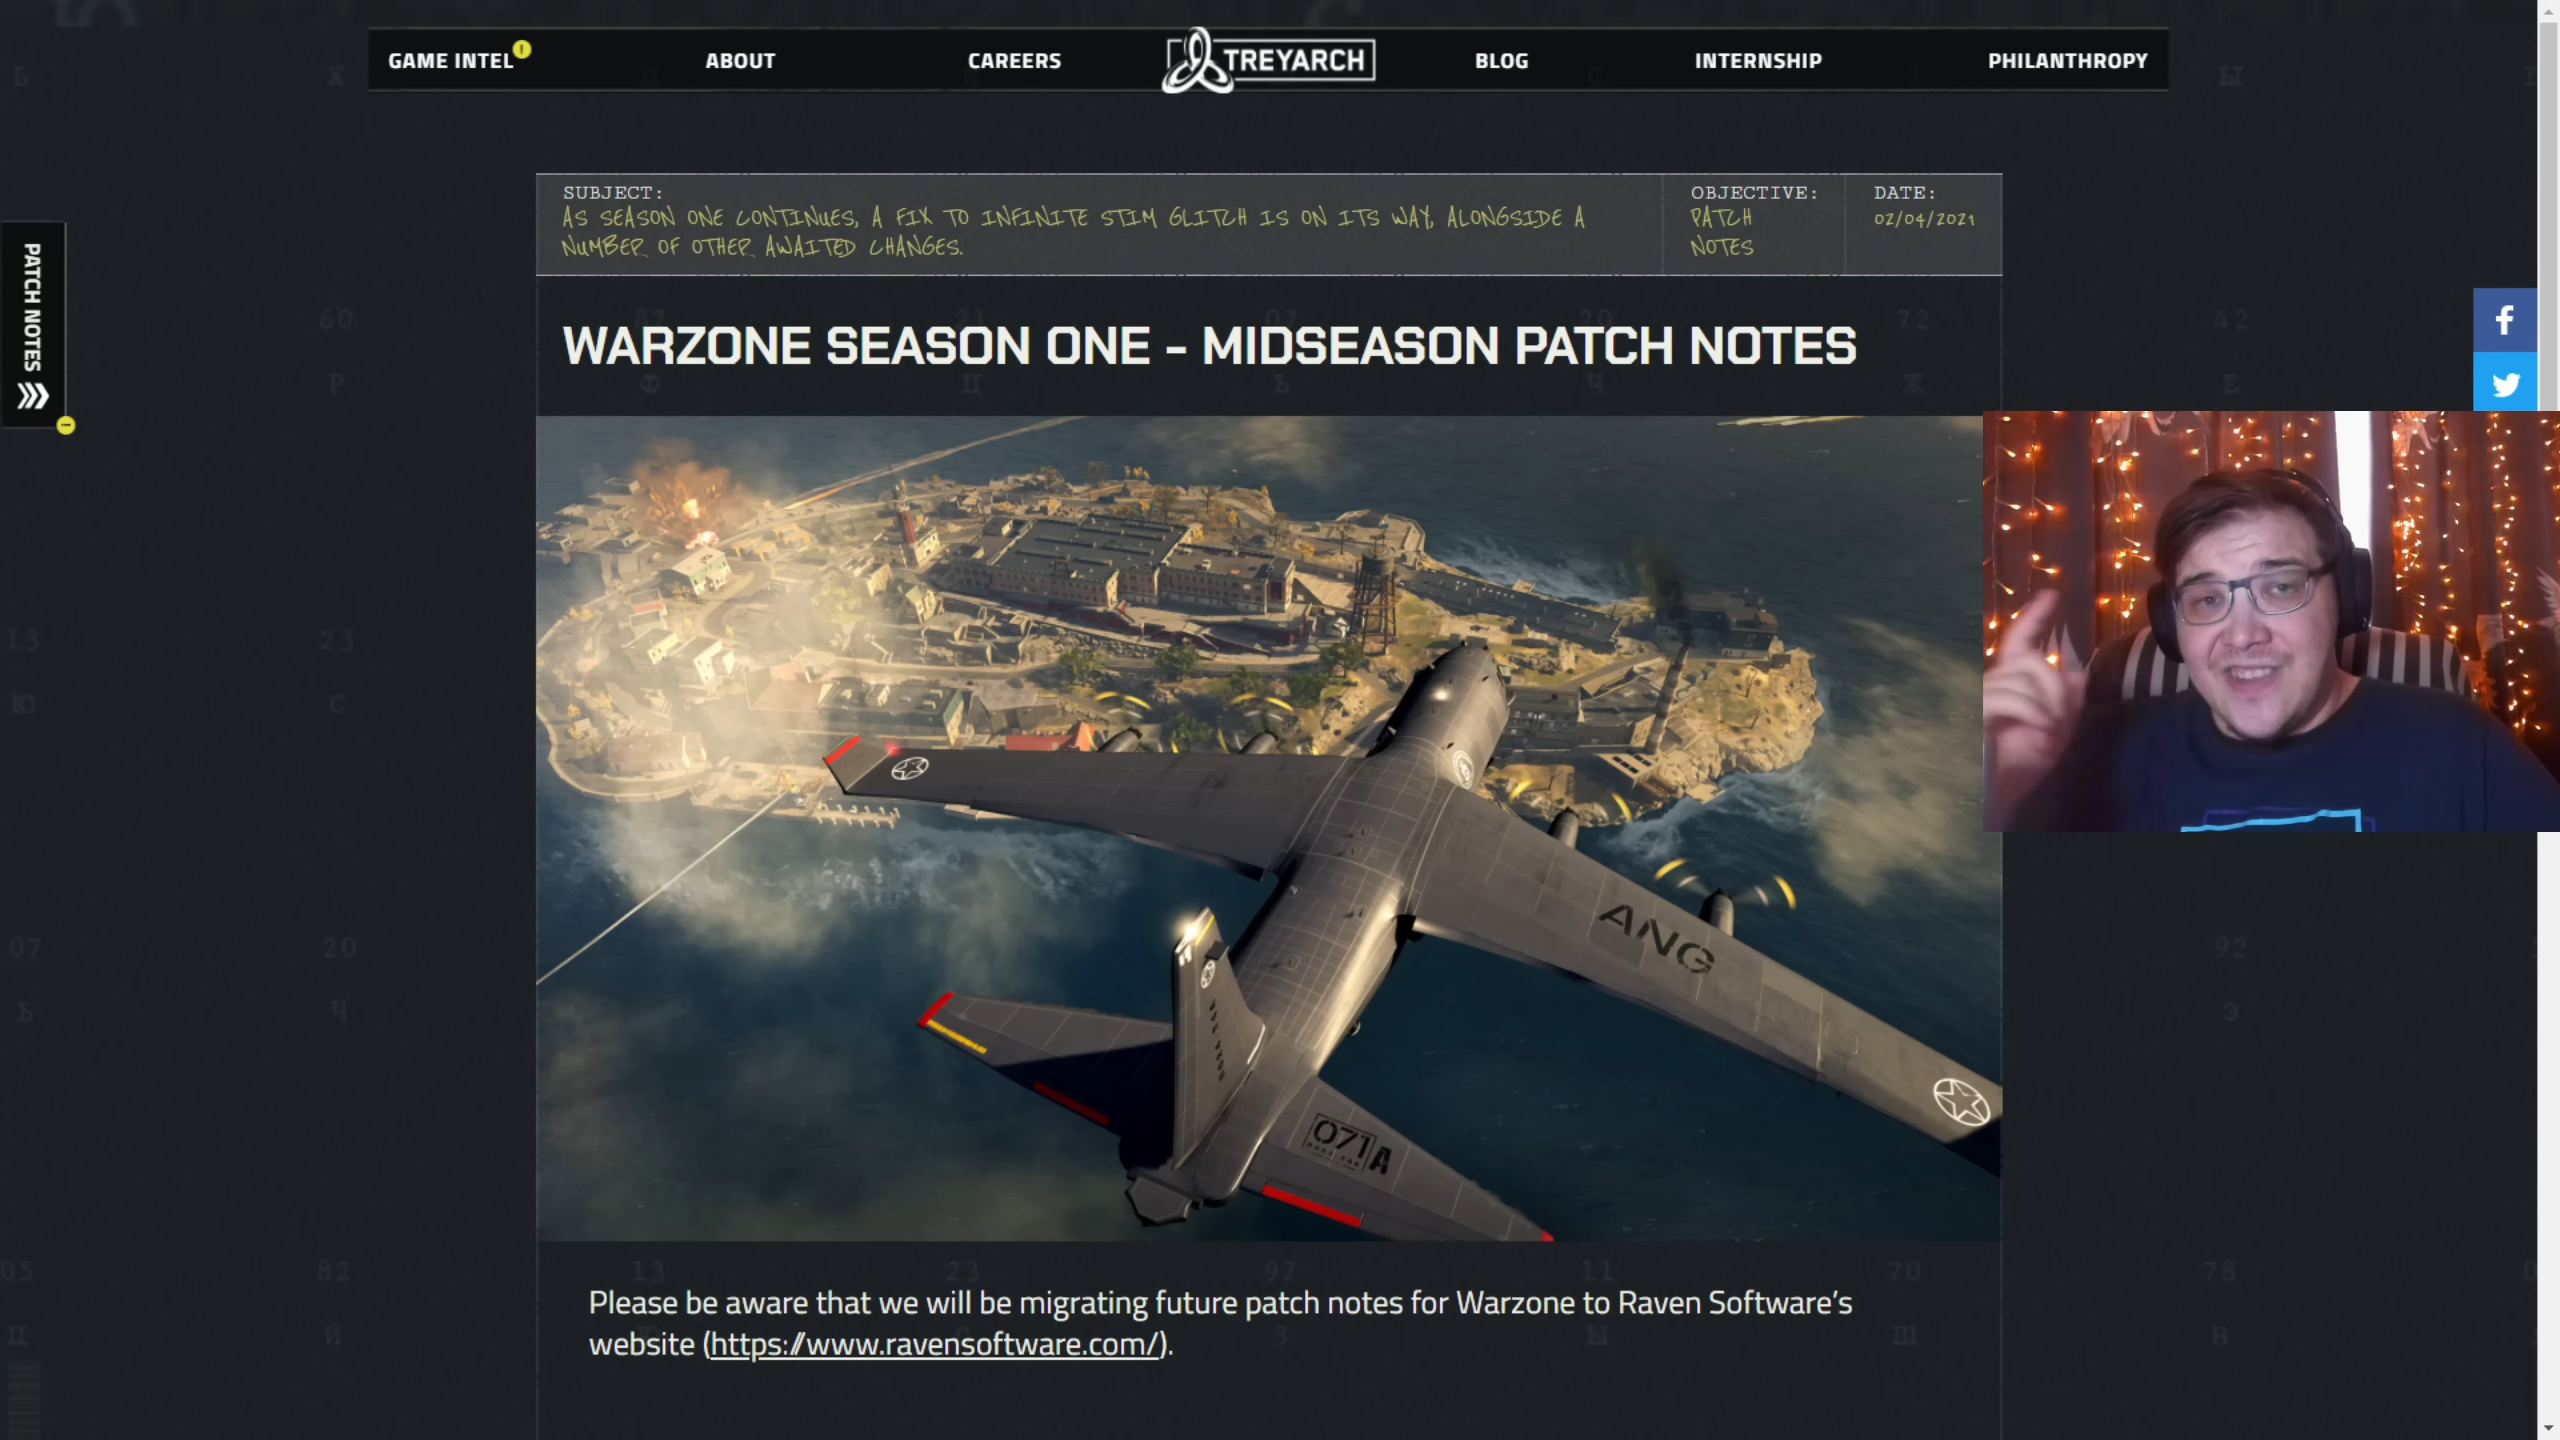 GAME INTEL ABOUT CAREERS TREYARCH BLOG INTERNSHIP PHILANTHROPY
SUBJECT:
AS SEASON ONE CONTINUES, A FIX TO INFINITE STIM GLITCH IS ON ITS WAY, ALONGSIDE A
NUMBER OF OTHER AWAITED CHANGES.
OBJECTIVE:
PATCH
NOTES
DATE:
02/04/2021
PATCH NOTES
WARZONE SEASON ONE - MIDSEASON PATCH NOTES
ANG
071A
Please be aware that we will be migrating future patch notes for Warzone to Raven Software's
website (https://www.ravensoftware.com/).